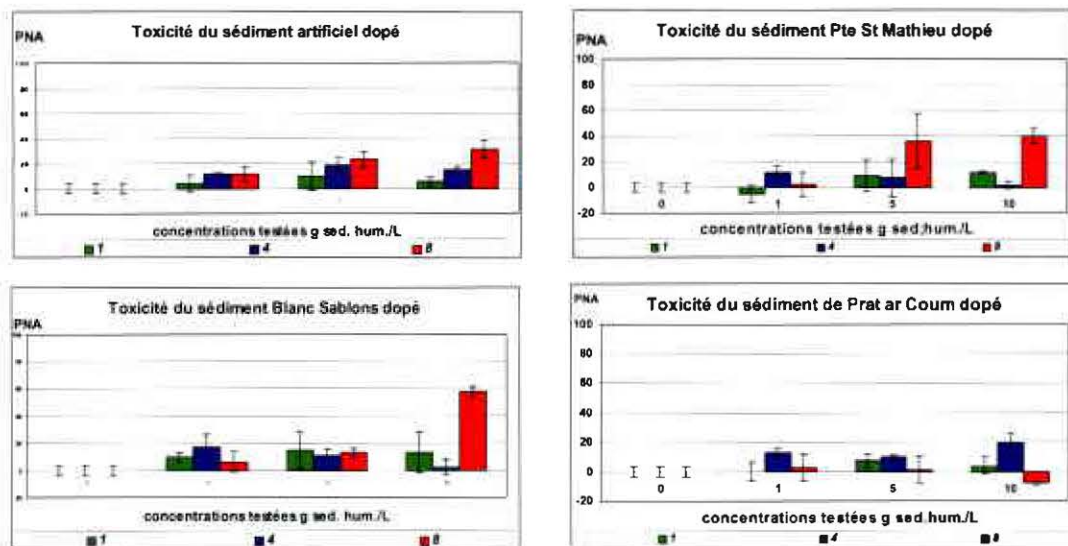 Toxicité du sédiment artificiel dopé
PNA
concentrations testées g sed. hum./L
1 4 8
Toxicité du sédiment Pte St Mathieu dopé
PNA
100
80
60
40
20
0
-20
0 1 5 10
concentrations testées g sed;hum./L
1 4 8
Toxicité du sédiment Blanc Sablons dopé
PNA
concentrations testées g sed. hum./L
1 4 8
Toxicité du sédiment de Prat ar Coum dopé
PNA
100
80
60
40
20
0
-20
0 1 5 10
concentrations testées g sed.hum./L
1 4 8